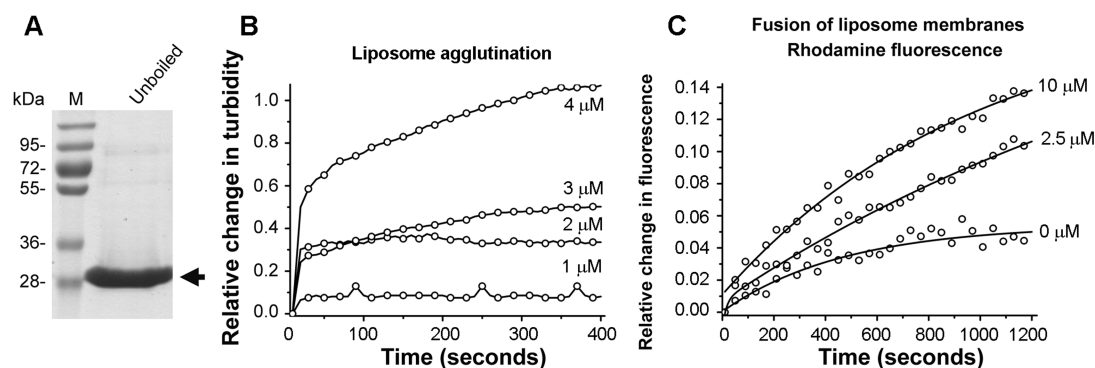 A
kDa
M
Unboiled
95-
72-
55-
36-
28-
B
Liposome agglutination
Relative change in turbidity
1.0
0.8
0.6
0.4
0.2
0.0
4 µM
3 µM
2 µM
1 µM
0
100
200
300
400
Time (seconds)
C
Fusion of liposome membranes
Rhodamine fluorescence
Relative change in fluorescence
0.14
0.12
0.10
0.08
0.06
0.04
0.02
0.00
10 µM
2.5 µM
0 µM
0
200
400
600
800
1000
1200
Time (seconds)